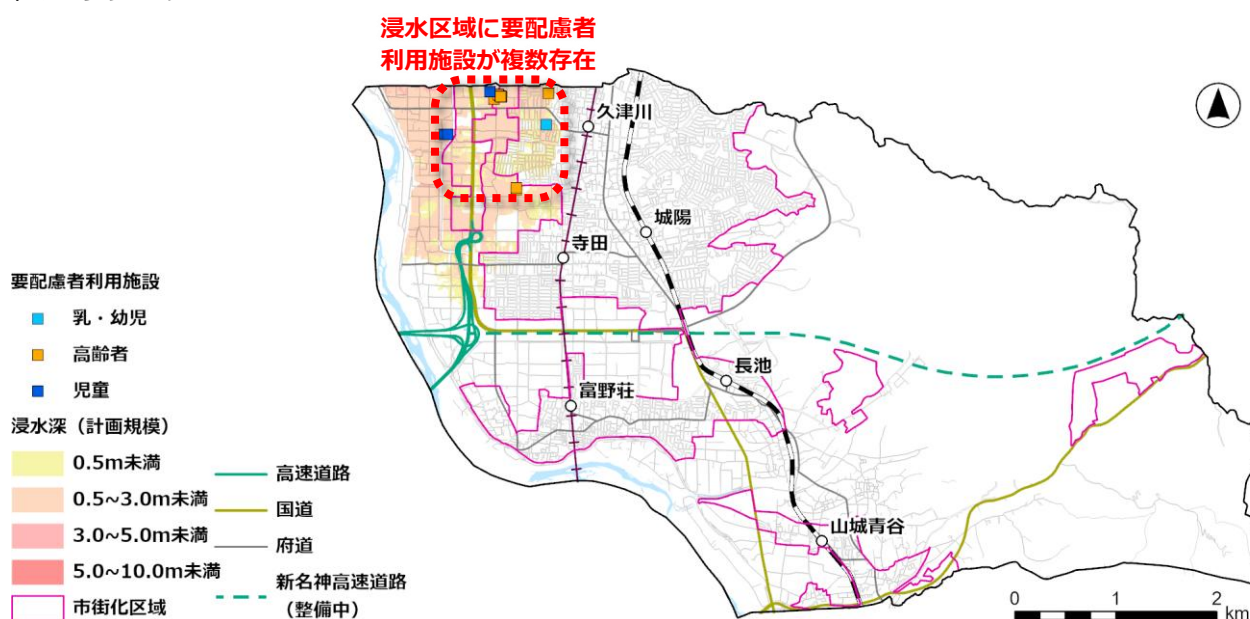 浸水区域に要配慮者
利用施設が複数存在
久津川
城陽
寺田
長池
富野荘
山城青谷
要配慮者利用施設
乳・幼児
高齢者
児童
浸水深（計画規模）
0.5m未満
0.5~3.0m未満
3.0~5.0m未満
5.0~10.0m未満
市街化区域
高速道路
国道
府道
新名神高速道路
（整備中）
0 1 2
km